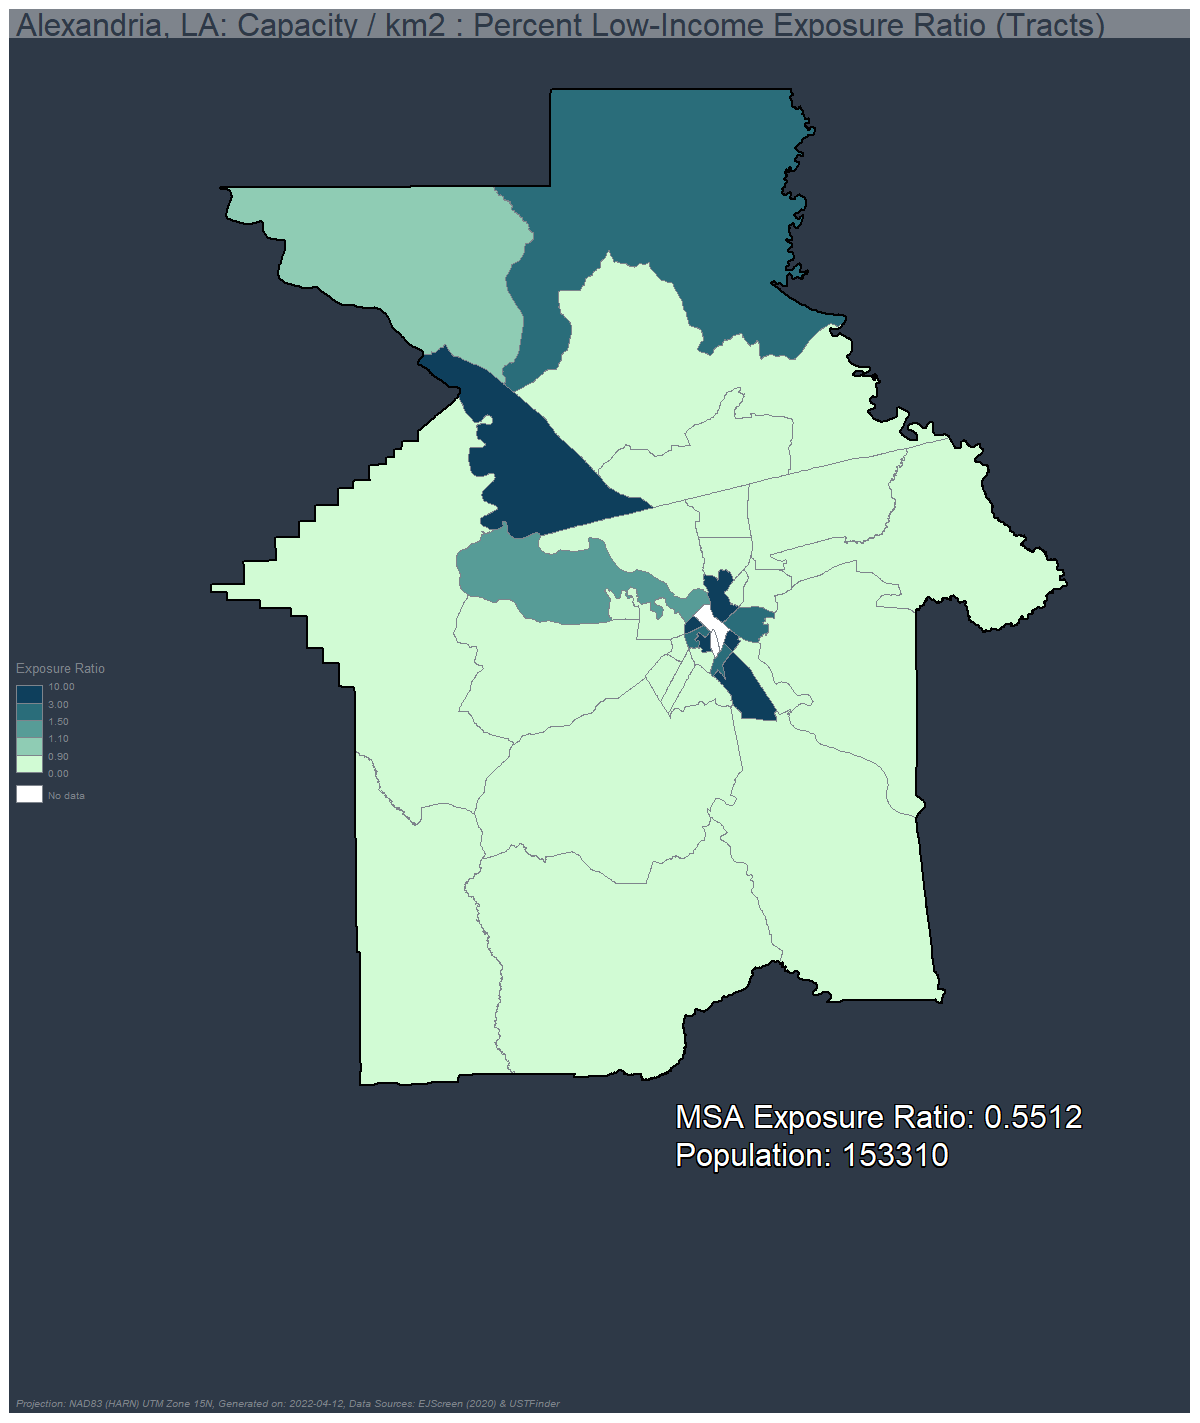 Alexandria, LA: Capacity / km2 : Percent Low-Income Exposure Ratio (Tracts)
Exposure Ratio
10.00
3.00
1.50
1.10
0.90
0.00
No data
MSA Exposure Ratio: 0.5512
Population: 153310
Projection: NAD83 (HARN) UTM Zone 15N, Generated on: 2022-04-12, Data Sources: EJScreen (2020) & USTFinder